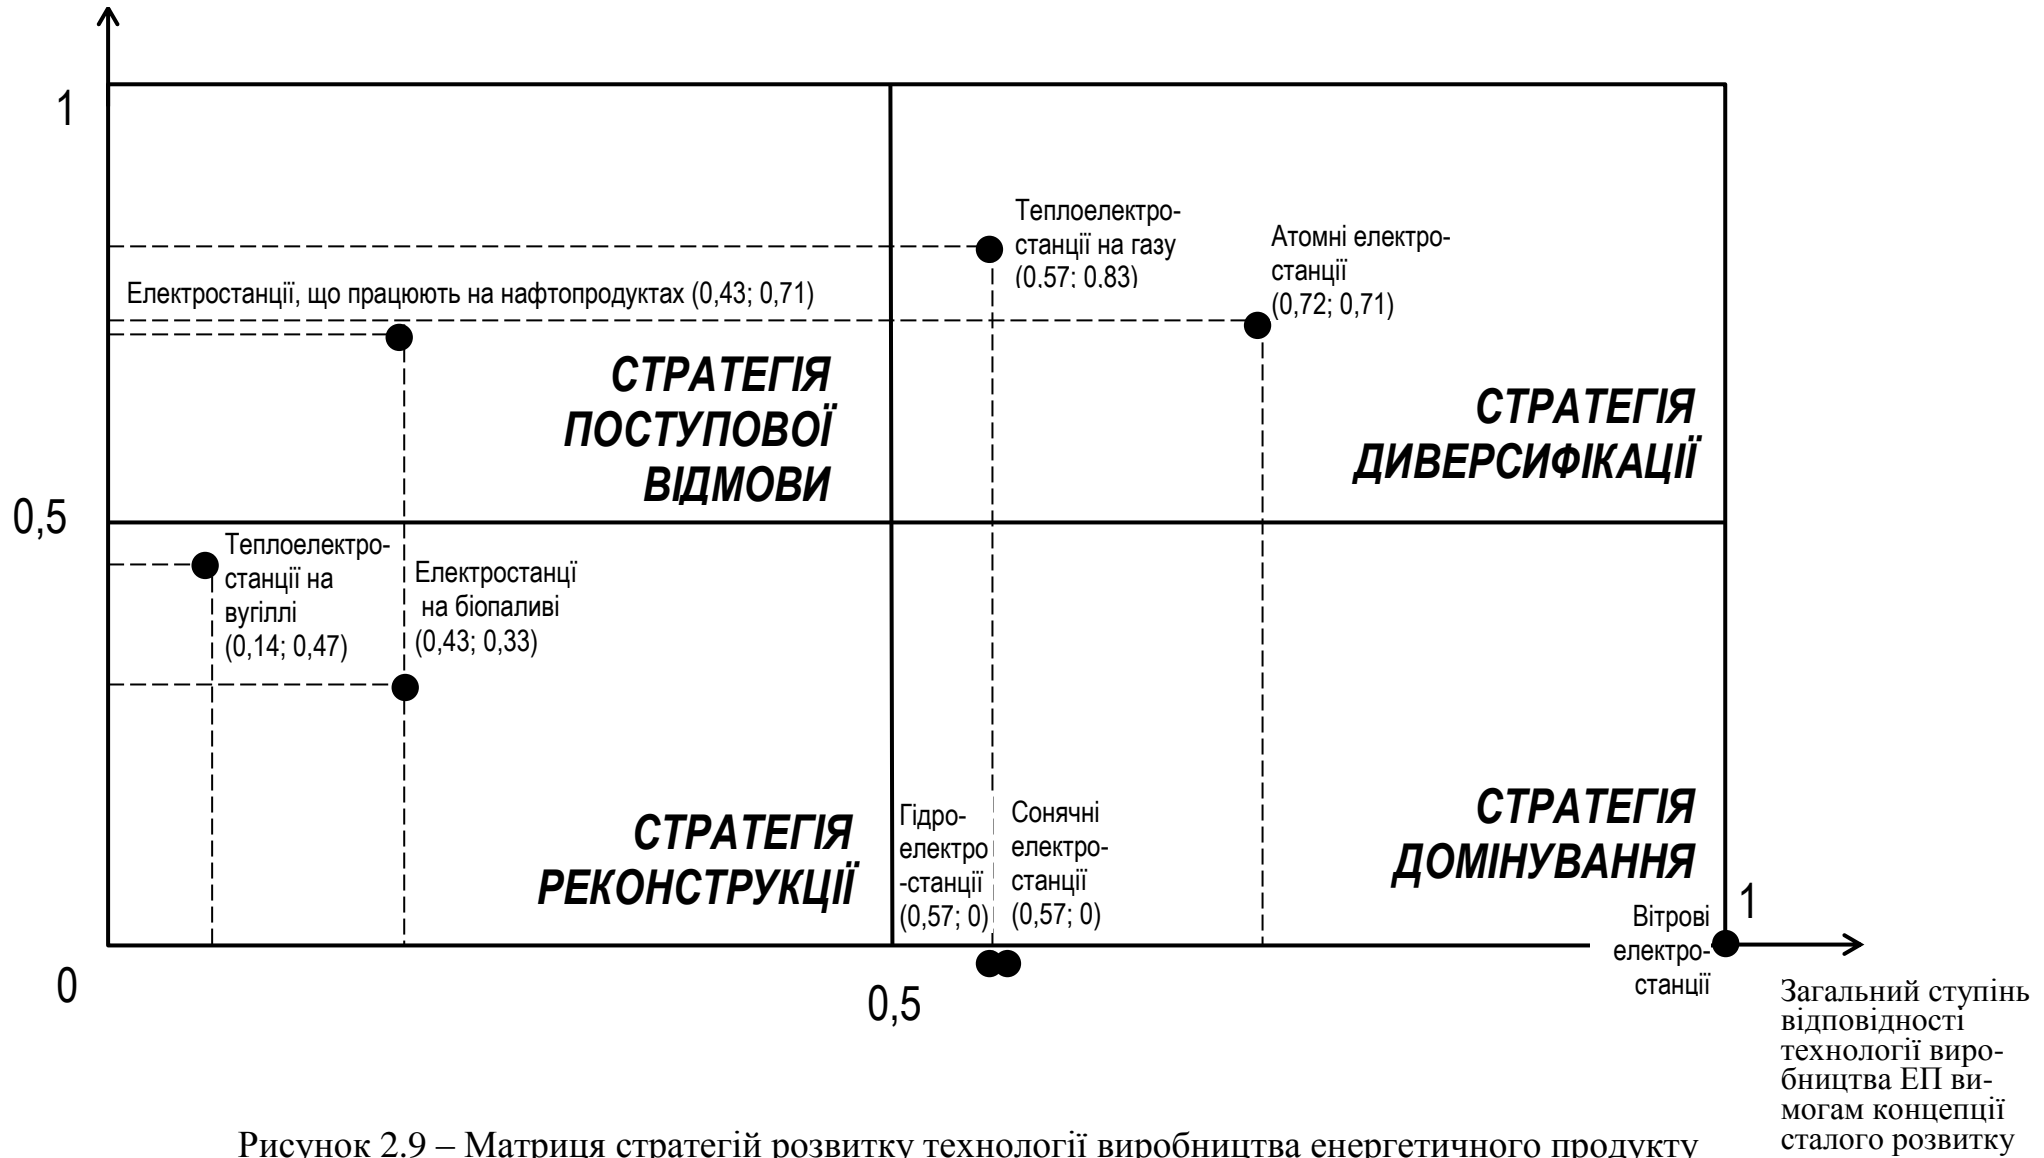 1
Теплоелектро-
станції на газу
(0,57; 0,83)
Атомні електро-
станції
(0,72; 0,71)
Електростанції, що працюють на нафтопродуктах (0,43; 0,71)
СТРАТЕГІЯ
ПОСТУПОВОЇ
ВІДМОВИ
СТРАТЕГІЯ
ДИВЕРСИФІКАЦІЇ
0,5
Теплоелектро-
станції на
вугіллі
(0,14; 0,47)
Електростанцї
на біопаливі
(0,43; 0,33)
СТРАТЕГІЯ
РЕКОНСТРУКЦІЇ
Гідро-
електро
-станції
(0,57; 0)
Сонячні
електро-
станції
(0,57; 0)
СТРАТЕГІЯ
ДОМІНУВАННЯ
Вітрові
електро-
станції
1
0
0,5
Загальний ступінь
відповідності
технології виро-
бництва ЕП ви-
могам концепції
сталого розвитку
Рисунок 2.9 – Матриця стратегій розвитку технології виробництва енергетичного продукту